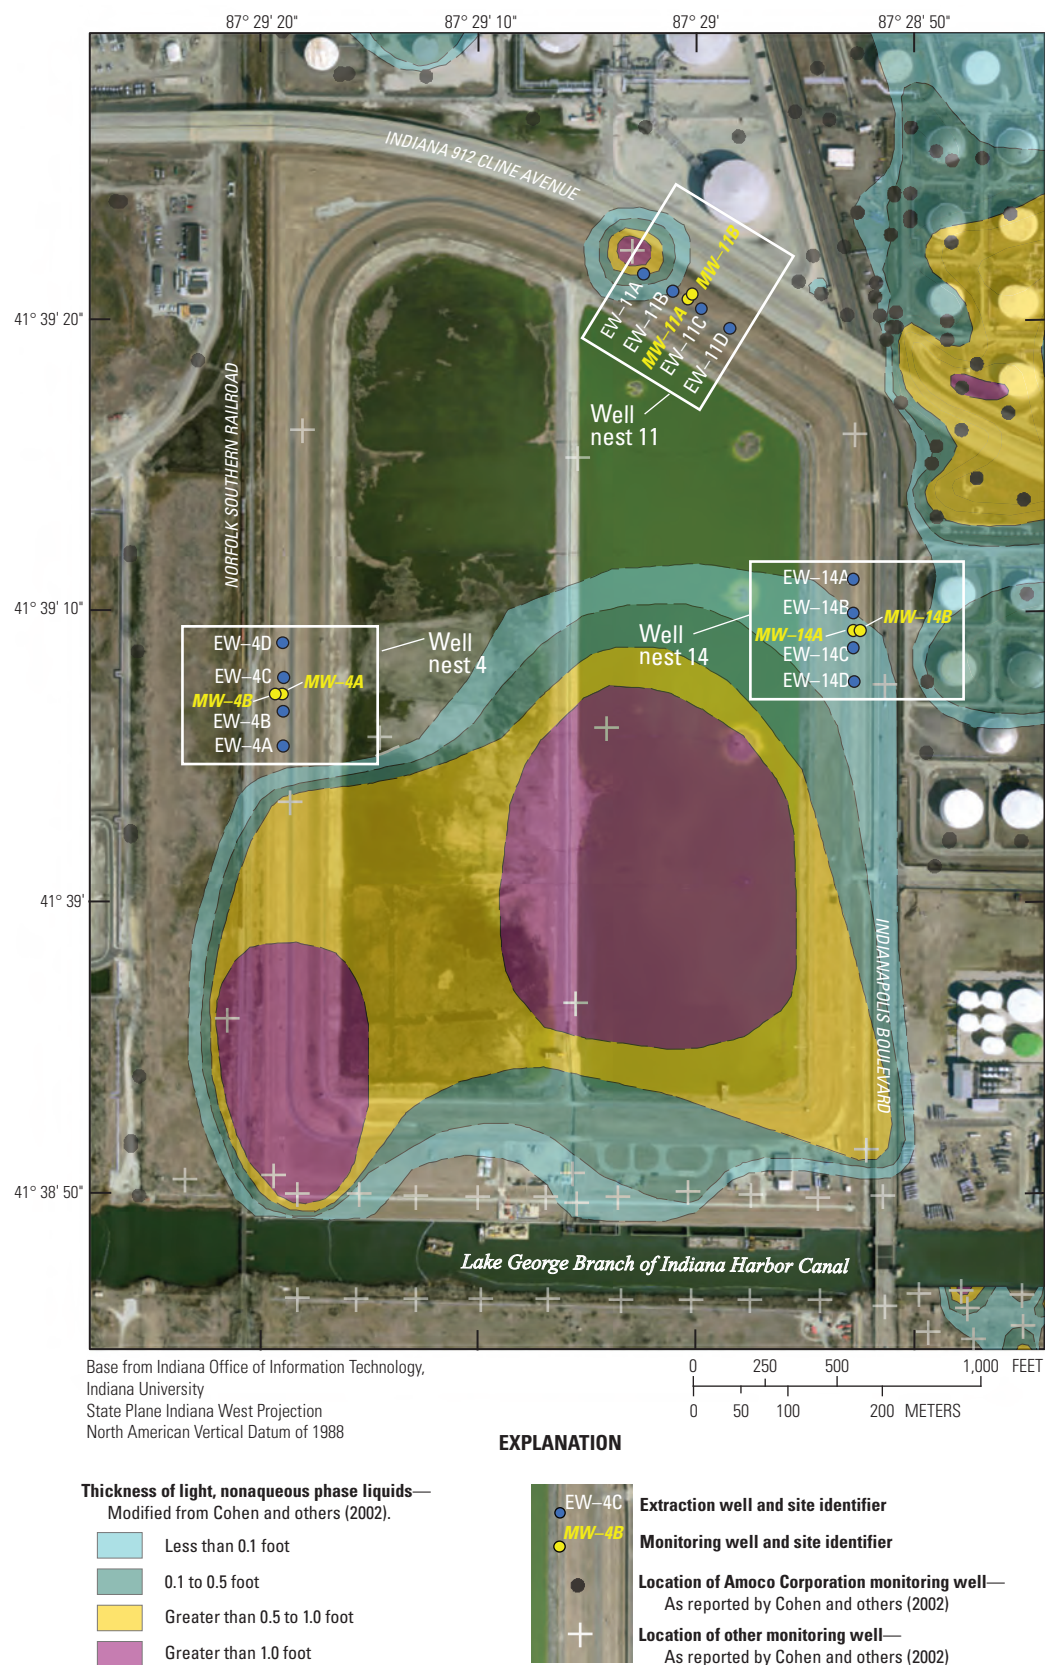 87° 29' 20" 87° 29' 10" 87° 29' 87° 28' 50"
INDIANA 912 CLINE AVENUE
41° 39' 20"
EW–11A
EW–11B
MW–11A
MW–11B
EW–11C
EW–11D
Well
nest 11
NORFOLK SOUTHERN RAILROAD
41° 39' 10"
EW–14A
EW–14B
MW–14B
MW–14A
EW–14C
EW–14D
Well
nest 14
EW–4D
EW–4C
MW–4A
MW–4B
EW–4B
EW–4A
Well
nest 4
41° 39'
INDIANAPOLIS BOULEVARD
41° 38' 50"
Lake George Branch of Indiana Harbor Canal
Base from Indiana Office of Information Technology,
Indiana University
State Plane Indiana West Projection
North American Vertical Datum of 1988
0 250 500 1,000 FEET
0 50 100 200 METERS
EXPLANATION
Thickness of light, nonaqueous phase liquids—
Modified from Cohen and others (2002).
Less than 0.1 foot
0.1 to 0.5 foot
Greater than 0.5 to 1.0 foot
Greater than 1.0 foot
EW–4C
MW–4B
Extraction well and site identifier
Monitoring well and site identifier
Location of Amoco Corporation monitoring well—
As reported by Cohen and others (2002)
Location of other monitoring well—
As reported by Cohen and others (2002)